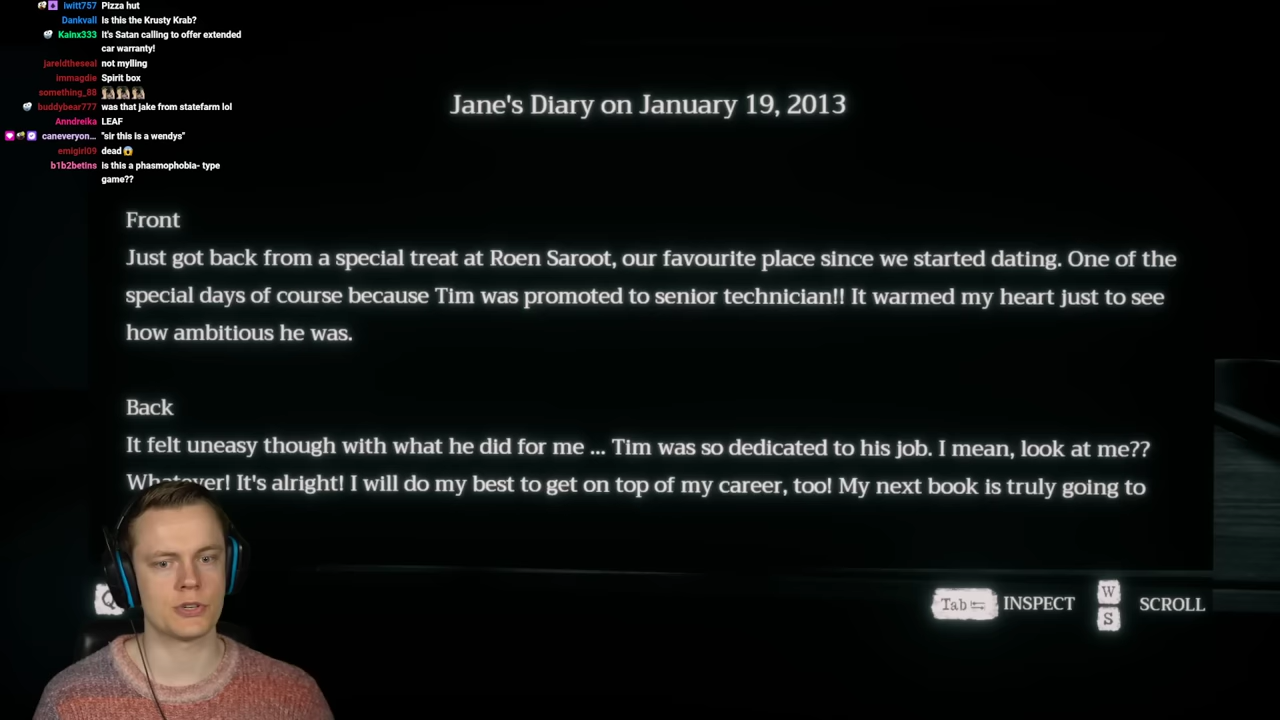 lwitt757 Pizza hut
Dankvall Is this the Krusty Krab?
Kainx333 It's Satan calling to offer extended
car warranty!
jareldtheseal not mylling
immagdie Spirit box
something_88
buddybear777 was that jake from statefarm lol
Anndreika LEAF
caneveryon... "sir this is a wendys"
emigirl09 dead
b1b2betins is this a phasmophobia- type
game??
Jane's Diary on January 19, 2013
Front
Just got back from a special treat at Roen Saroot, our favourite place since we started dating. One of the
special days of course because Tim was promoted to senior technician!! It warmed my heart just to see
how ambitious he was.
Back
It felt uneasy though with what he did for me ... Tim was so dedicated to his job. I mean, look at me??
Whatever! It's alright! I will do my best to get on top of my career, too! My next book is truly going to
Q
Tab INSPECT
W
S
SCROLL